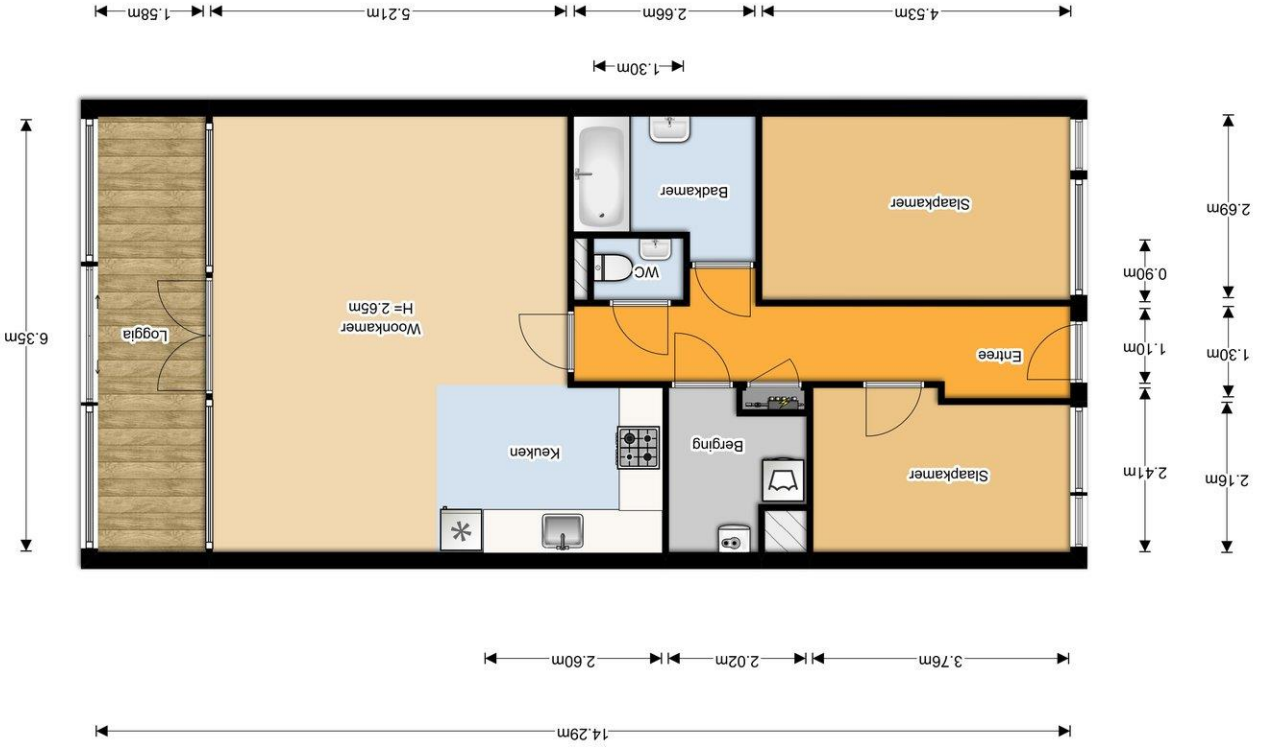 14.29m
3.76m
2.02m
2.60m
2.16m
2.41m
Slaapkamer
Berging
Keuken
1.30m
1.10m
Entree
Woonkamer
H= 2.65m
Loggia
6.35m
0.90m
WC
2.69m
Slaapkamer
Badkamer
1.30m
4.53m
2.66m
5.21m
1.58m